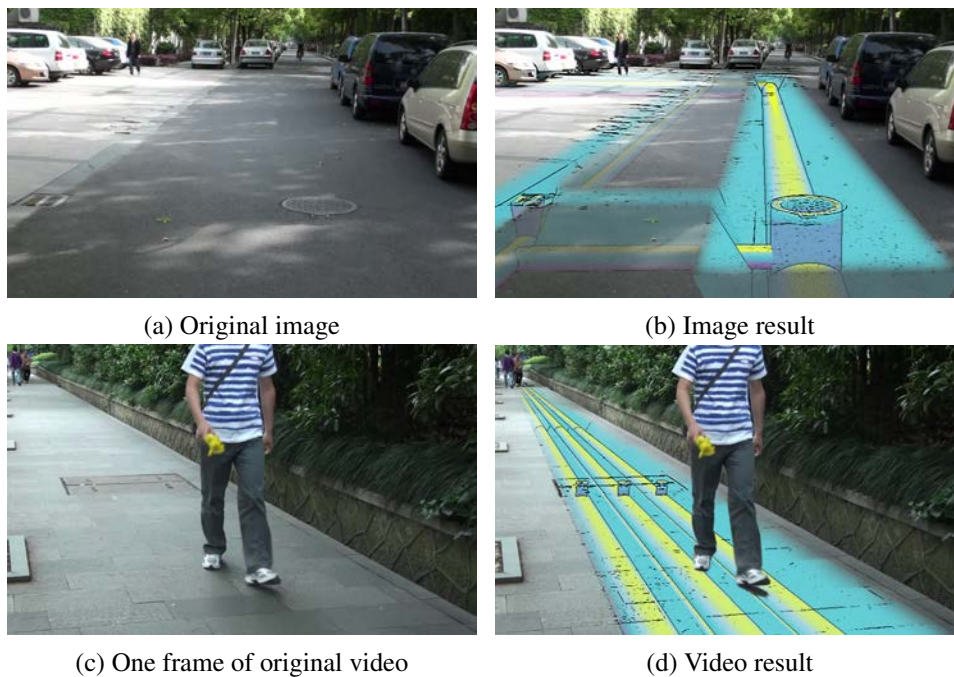 (a) Original image
(b) Image result
(c) One frame of original video
(d) Video result